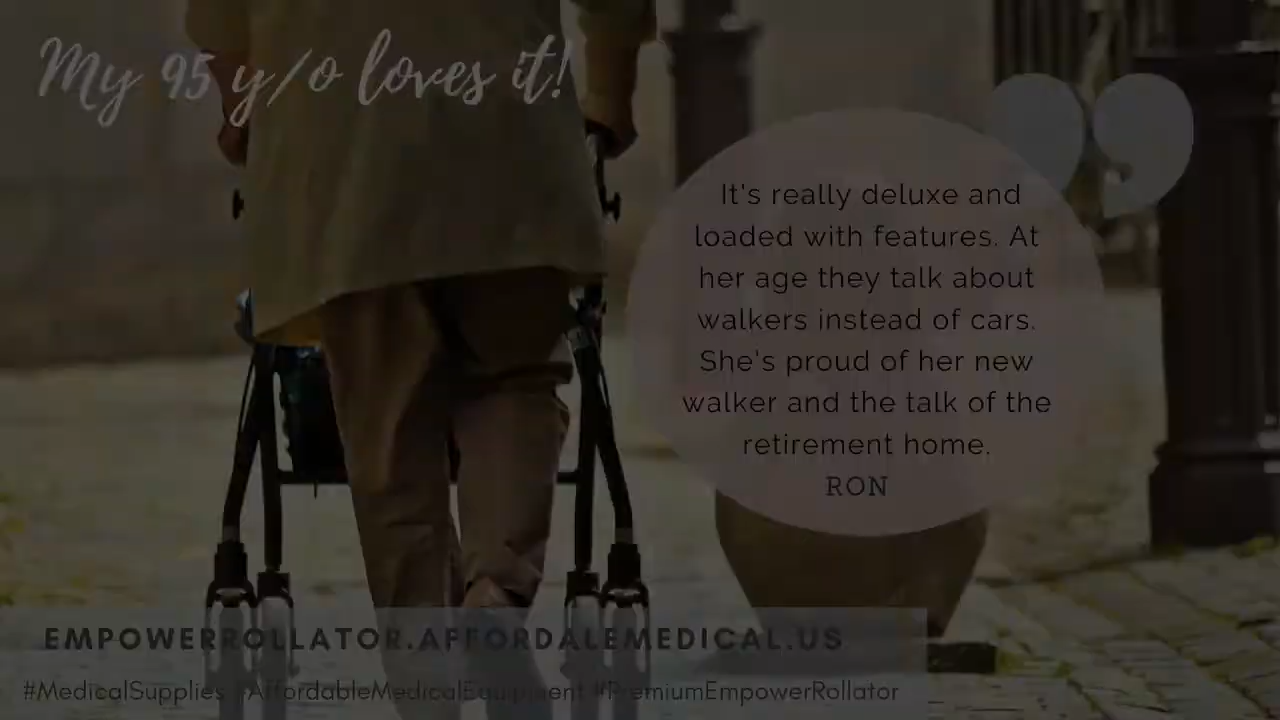 My 95 y/o loves it!
It's really deluxe and
loaded with features. At
her age they talk about
walkers instead of cars.
She's proud of her new
walker and the talk of the
retirement home.
RON
EMPOWERROLLATOR.AFFORDALEMEDICAL.US
#MedicalSupplies #AffordableMedicalEquipment #PremiumEmpowerRollator